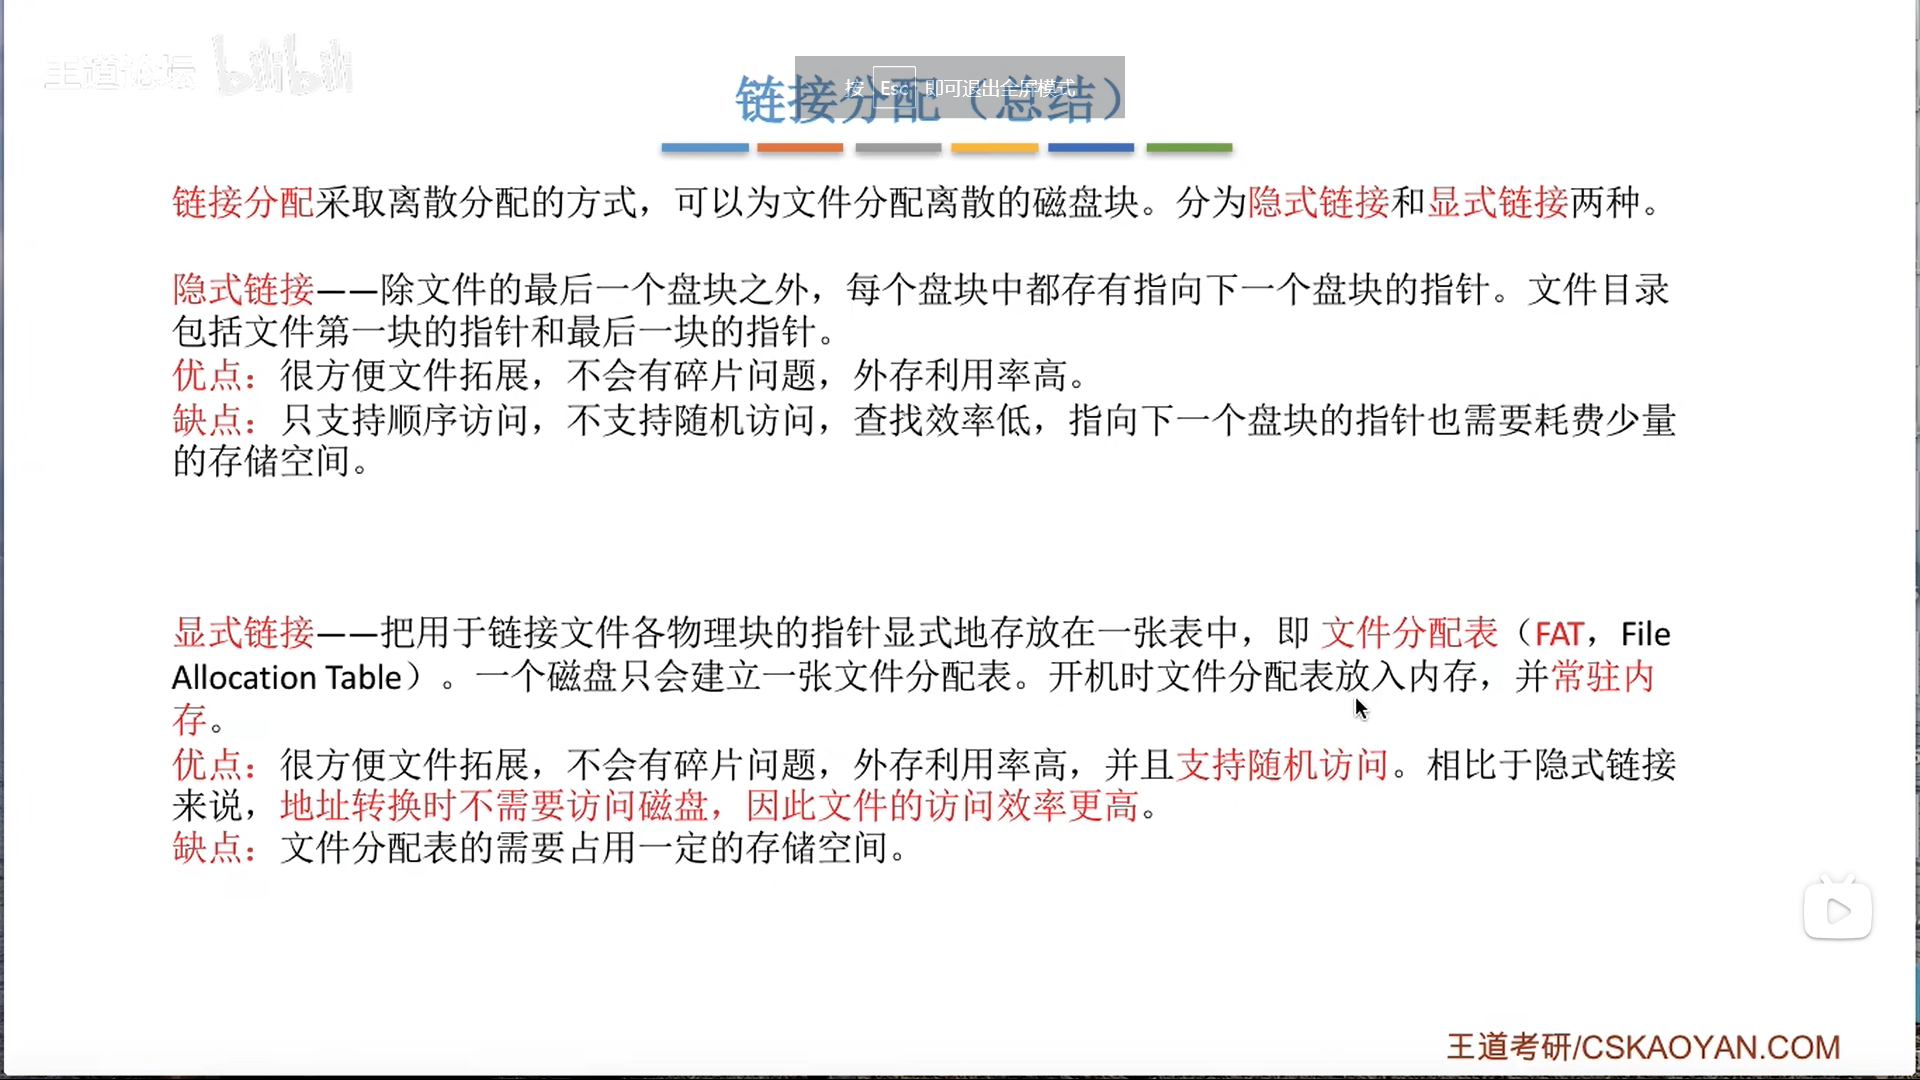 王道论坛 bilibili
链接分配（总结）
按 Esc 即可退出全屏模式
链接分配采取离散分配的方式，可以为文件分配离散的磁盘块。分为隐式链接和显式链接两种。
隐式链接——除文件的最后一个盘块之外，每个盘块中都存有指向下一个盘块的指针。文件目录
包括文件第一块的指针和最后一块的指针。
优点：很方便文件拓展，不会有碎片问题，外存利用率高。
缺点：只支持顺序访问，不支持随机访问，查找效率低，指向下一个盘块的指针也需要耗费少量
的存储空间。
显式链接——把用于链接文件各物理块的指针显式地存放在一张表中，即 文件分配表（FAT，File
Allocation Table）。一个磁盘只会建立一张文件分配表。开机时文件分配表放入内存，并常驻内
存。
优点：很方便文件拓展，不会有碎片问题，外存利用率高，并且支持随机访问。相比于隐式链接
来说，地址转换时不需要访问磁盘，因此文件的访问效率更高。
缺点：文件分配表的需要占用一定的存储空间。
王道考研/CSKAOYAN.COM